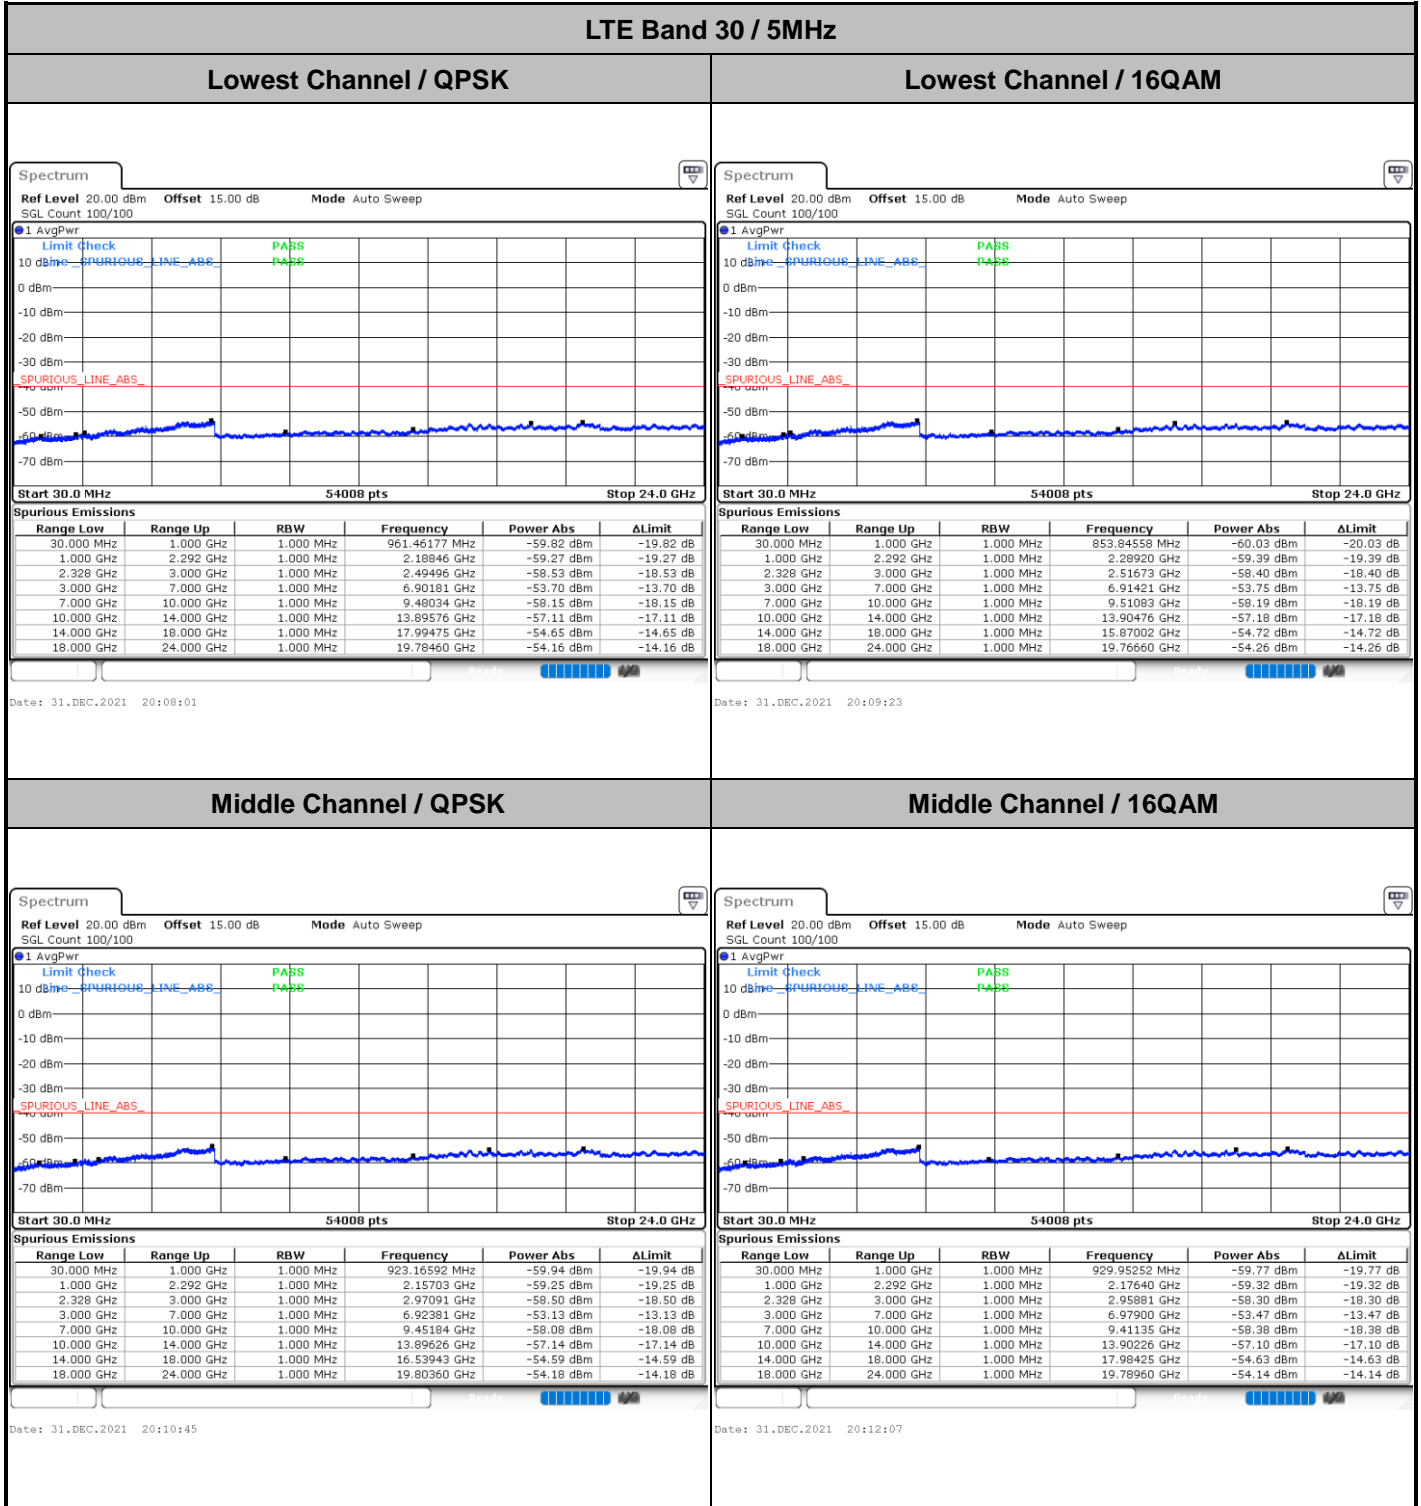 LTE Band 30 / 5MHz
Lowest Channel / QPSK
Lowest Channel / 16QAM
Spectrum
Ref Level 20.00 dBm Offset 15.00 dB Mode Auto Sweep
SGL Count 100/100
1 AvgPwr
Limit Check PASS
Line _SPURIOUS_LINE_ABS_ PASS
10 dBm
0 dBm
-10 dBm
-20 dBm
-30 dBm
_SPURIOUS_LINE_ABS_
-40 dBm
-50 dBm
-60 dBm
-70 dBm
Start 30.0 MHz 54008 pts Stop 24.0 GHz
Spurious Emissions
Range Low Range Up RBW Frequency Power Abs ΔLimit
30.000 MHz 1.000 GHz 1.000 MHz 961.46177 MHz -59.82 dBm -19.82 dB
1.000 GHz 2.292 GHz 1.000 MHz 2.18846 GHz -59.27 dBm -19.27 dB
2.328 GHz 3.000 GHz 1.000 MHz 2.49496 GHz -58.53 dBm -18.53 dB
3.000 GHz 7.000 GHz 1.000 MHz 6.90181 GHz -53.70 dBm -13.70 dB
7.000 GHz 10.000 GHz 1.000 MHz 9.48034 GHz -58.15 dBm -18.15 dB
10.000 GHz 14.000 GHz 1.000 MHz 13.89576 GHz -57.11 dBm -17.11 dB
14.000 GHz 18.000 GHz 1.000 MHz 17.99475 GHz -54.65 dBm -14.65 dB
18.000 GHz 24.000 GHz 1.000 MHz 19.78460 GHz -54.16 dBm -14.16 dB
Ready
Date: 31.DEC.2021 20:08:01
Spectrum
Ref Level 20.00 dBm Offset 15.00 dB Mode Auto Sweep
SGL Count 100/100
1 AvgPwr
Limit Check PASS
Line _SPURIOUS_LINE_ABS_ PASS
10 dBm
0 dBm
-10 dBm
-20 dBm
-30 dBm
_SPURIOUS_LINE_ABS_
-40 dBm
-50 dBm
-60 dBm
-70 dBm
Start 30.0 MHz 54008 pts Stop 24.0 GHz
Spurious Emissions
Range Low Range Up RBW Frequency Power Abs ΔLimit
30.000 MHz 1.000 GHz 1.000 MHz 853.84558 MHz -60.03 dBm -20.03 dB
1.000 GHz 2.292 GHz 1.000 MHz 2.28920 GHz -59.39 dBm -19.39 dB
2.328 GHz 3.000 GHz 1.000 MHz 2.51673 GHz -58.40 dBm -18.40 dB
3.000 GHz 7.000 GHz 1.000 MHz 6.91421 GHz -53.75 dBm -13.75 dB
7.000 GHz 10.000 GHz 1.000 MHz 9.51083 GHz -58.19 dBm -18.19 dB
10.000 GHz 14.000 GHz 1.000 MHz 13.90476 GHz -57.18 dBm -17.18 dB
14.000 GHz 18.000 GHz 1.000 MHz 15.87002 GHz -54.72 dBm -14.72 dB
18.000 GHz 24.000 GHz 1.000 MHz 19.76660 GHz -54.26 dBm -14.26 dB
Date: 31.DEC.2021 20:09:23
Middle Channel / QPSK
Middle Channel / 16QAM
Spectrum
Ref Level 20.00 dBm Offset 15.00 dB Mode Auto Sweep
SGL Count 100/100
1 AvgPwr
Limit Check PASS
Line _SPURIOUS_LINE_ABS_ PASS
10 dBm
0 dBm
-10 dBm
-20 dBm
-30 dBm
_SPURIOUS_LINE_ABS_
-40 dBm
-50 dBm
-60 dBm
-70 dBm
Start 30.0 MHz 54008 pts Stop 24.0 GHz
Spurious Emissions
Range Low Range Up RBW Frequency Power Abs ΔLimit
30.000 MHz 1.000 GHz 1.000 MHz 923.16592 MHz -59.94 dBm -19.94 dB
1.000 GHz 2.292 GHz 1.000 MHz 2.15703 GHz -59.25 dBm -19.25 dB
2.328 GHz 3.000 GHz 1.000 MHz 2.97091 GHz -58.50 dBm -18.50 dB
3.000 GHz 7.000 GHz 1.000 MHz 6.92381 GHz -53.13 dBm -13.13 dB
7.000 GHz 10.000 GHz 1.000 MHz 9.45184 GHz -58.08 dBm -18.08 dB
10.000 GHz 14.000 GHz 1.000 MHz 13.89626 GHz -57.14 dBm -17.14 dB
14.000 GHz 18.000 GHz 1.000 MHz 16.53943 GHz -54.59 dBm -14.59 dB
18.000 GHz 24.000 GHz 1.000 MHz 19.80360 GHz -54.18 dBm -14.18 dB
Date: 31.DEC.2021 20:10:45
Spectrum
Ref Level 20.00 dBm Offset 15.00 dB Mode Auto Sweep
SGL Count 100/100
1 AvgPwr
Limit Check PASS
Line _SPURIOUS_LINE_ABS_ PASS
10 dBm
0 dBm
-10 dBm
-20 dBm
-30 dBm
_SPURIOUS_LINE_ABS_
-40 dBm
-50 dBm
-60 dBm
-70 dBm
Start 30.0 MHz 54008 pts Stop 24.0 GHz
Spurious Emissions
Range Low Range Up RBW Frequency Power Abs ΔLimit
30.000 MHz 1.000 GHz 1.000 MHz 929.95252 MHz -59.77 dBm -19.77 dB
1.000 GHz 2.292 GHz 1.000 MHz 2.17640 GHz -59.32 dBm -19.32 dB
2.328 GHz 3.000 GHz 1.000 MHz 2.95881 GHz -58.30 dBm -18.30 dB
3.000 GHz 7.000 GHz 1.000 MHz 6.97900 GHz -53.47 dBm -13.47 dB
7.000 GHz 10.000 GHz 1.000 MHz 9.41135 GHz -58.38 dBm -18.38 dB
10.000 GHz 14.000 GHz 1.000 MHz 13.90226 GHz -57.10 dBm -17.10 dB
14.000 GHz 18.000 GHz 1.000 MHz 17.98425 GHz -54.63 dBm -14.63 dB
18.000 GHz 24.000 GHz 1.000 MHz 19.78960 GHz -54.14 dBm -14.14 dB
Date: 31.DEC.2021 20:12:07